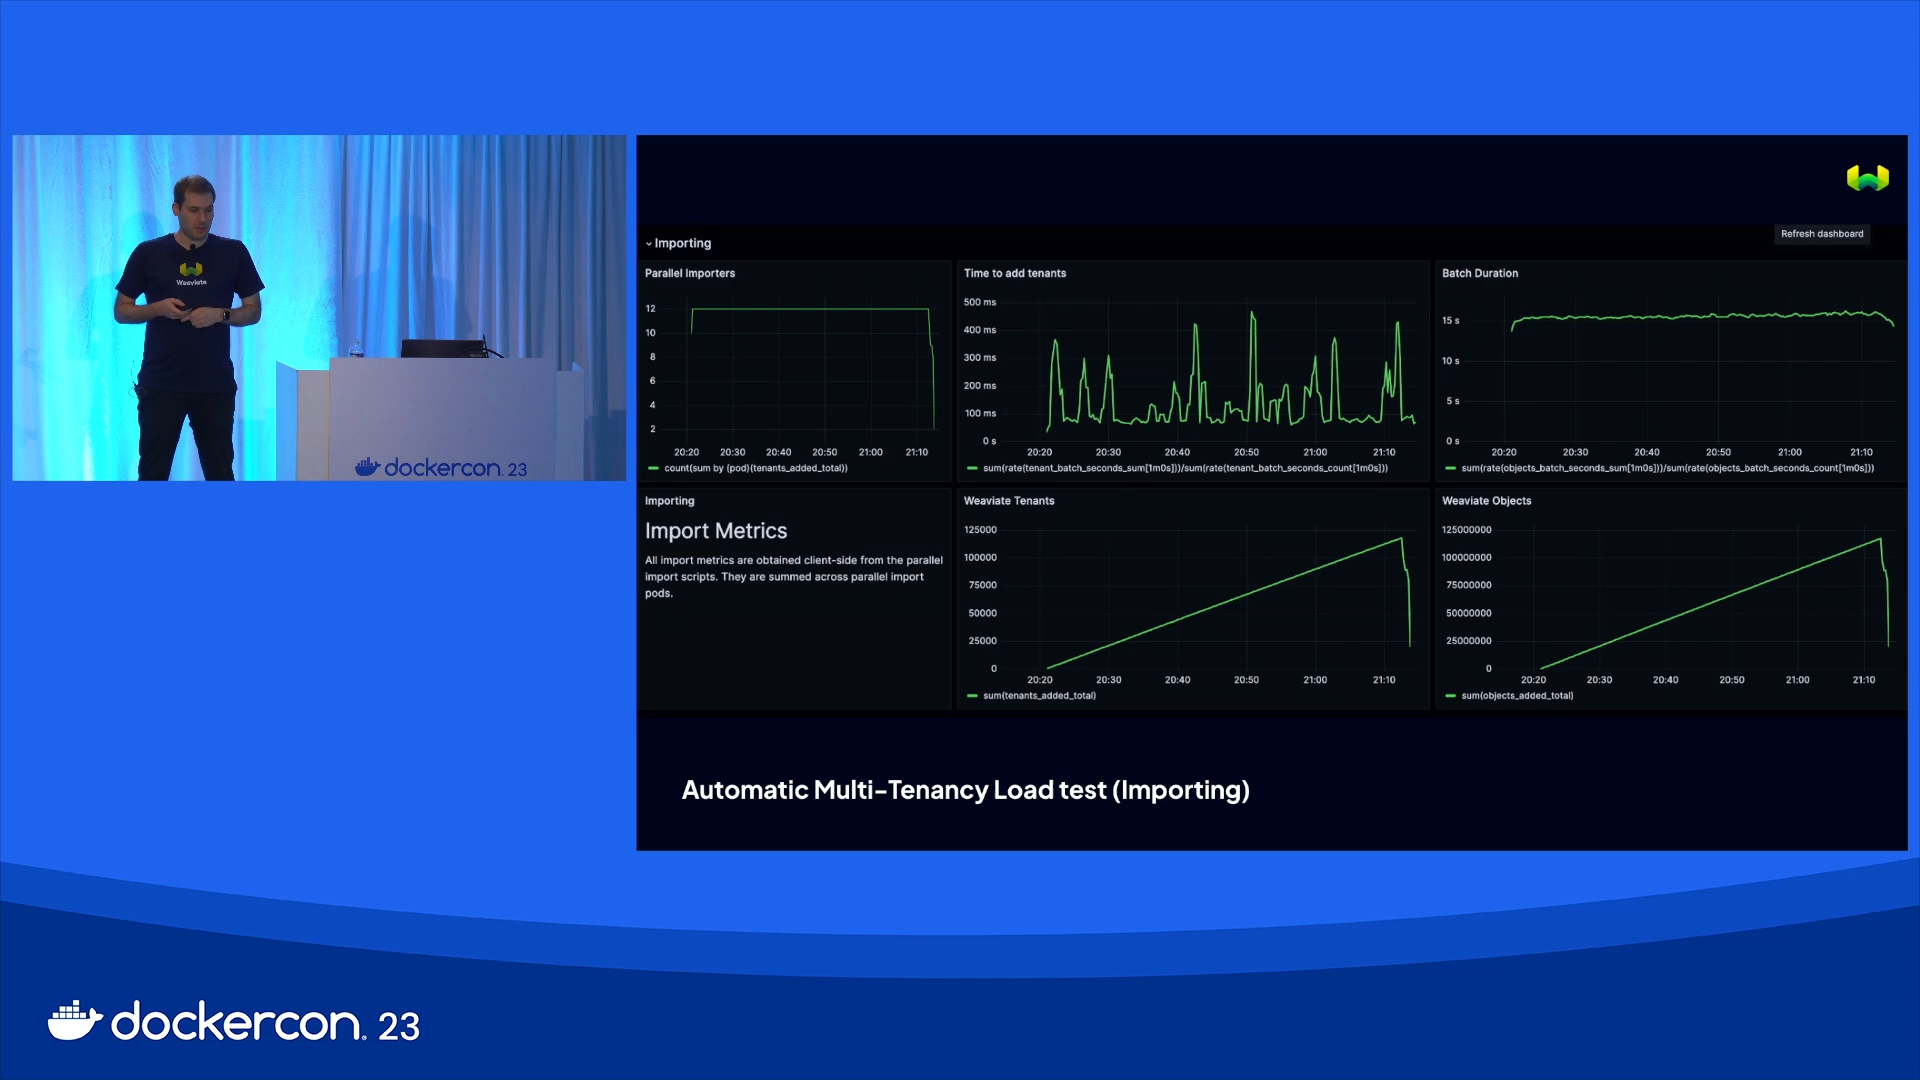 Weaviate
dockercon. 23
Refresh dashboard
Importing
Parallel Importers
12
10
8
6
4
2
20:20 20:30 20:40 20:50 21:00 21:10
count(sum by (pod)(tenants_added_total))
Time to add tenants
500 ms
400 ms
300 ms
200 ms
100 ms
0 s
20:20 20:30 20:40 20:50 21:00 21:10
sum(rate(tenant_batch_seconds_sum[1m0s]))/sum(rate(tenant_batch_seconds_count[1m0s]))
Batch Duration
15 s
10 s
5 s
0 s
20:20 20:30 20:40 20:50 21:00 21:10
sum(rate(objects_batch_seconds_sum[1m0s]))/sum(rate(objects_batch_seconds_count[1m0s]))
Importing
Import Metrics
All import metrics are obtained client-side from the parallel
import scripts. They are summed across parallel import
pods.
Weaviate Tenants
125000
100000
75000
50000
25000
0
20:20 20:30 20:40 20:50 21:00 21:10
sum(tenants_added_total)
Weaviate Objects
125000000
100000000
75000000
50000000
25000000
0
20:20 20:30 20:40 20:50 21:00 21:10
sum(objects_added_total)
Automatic Multi-Tenancy Load test (Importing)
dockercon. 23